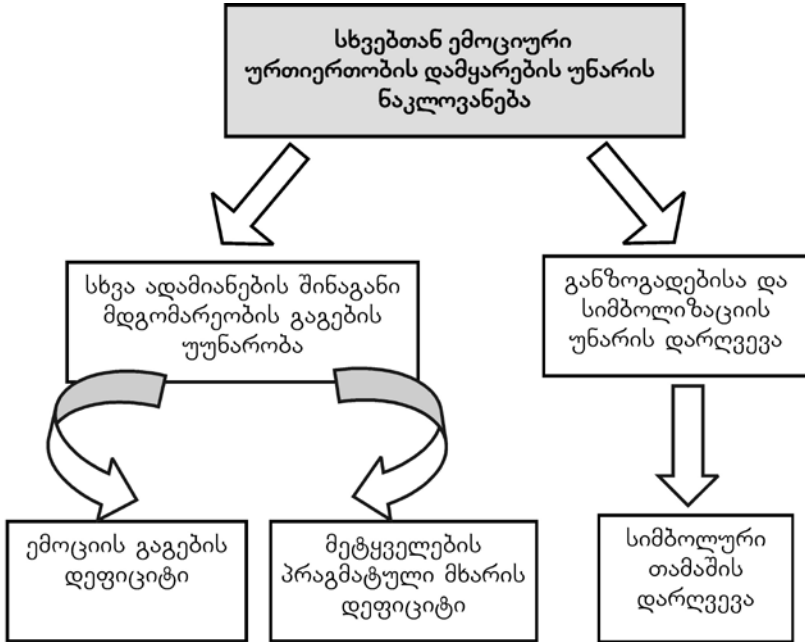 სხვებთან ემოციური
ურთიერთობის დამყარების უნარის
ნაკლოვანება
სხვა ადამიანების შინაგანი
მდგომარეობის გაგების
უუნარობა
განზოგადებისა და
სიმბოლიზაციის
უნარის დარღვევა
ემოციის გაგების
დეფიციტი
მეტყველების
პრაგმატული მხარის
დეფიციტი
სიმბოლური
თამაშის
დარღვევა